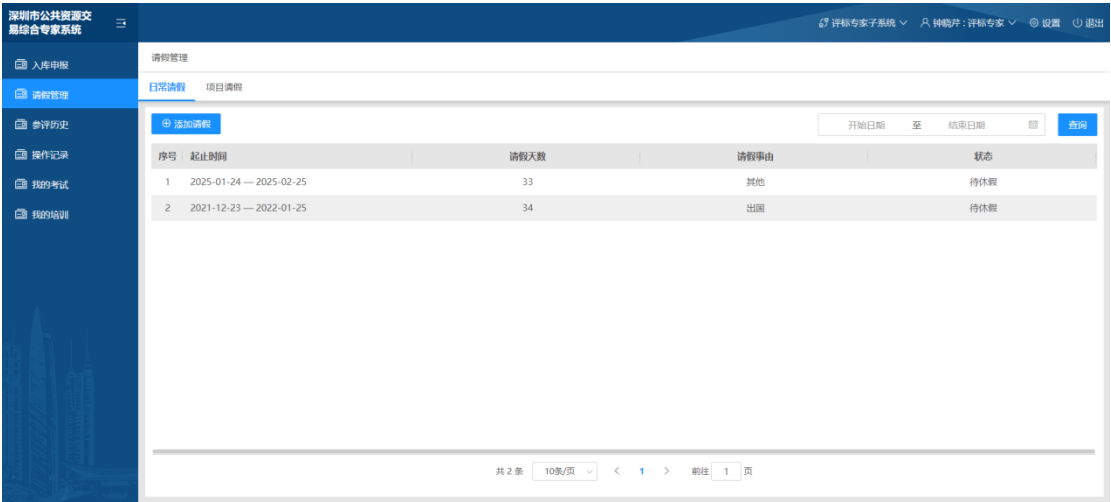 深圳市公共资源交
易综合专家系统
评标专家子系统
钟晓芹：评标专家
设置
退出
入库申报
请假管理
参评历史
操作记录
我的考试
我的培训
请假管理
日常请假 项目请假
添加请假
开始日期 至 结束日期
查询
序号 起止时间 请假天数 请假事由 状态
1 2025-01-24 — 2025-02-25 33 其他 待休假
2 2021-12-23 — 2022-01-25 34 出国 待休假
共 2 条 10条/页 < 1 > 前往 1 页